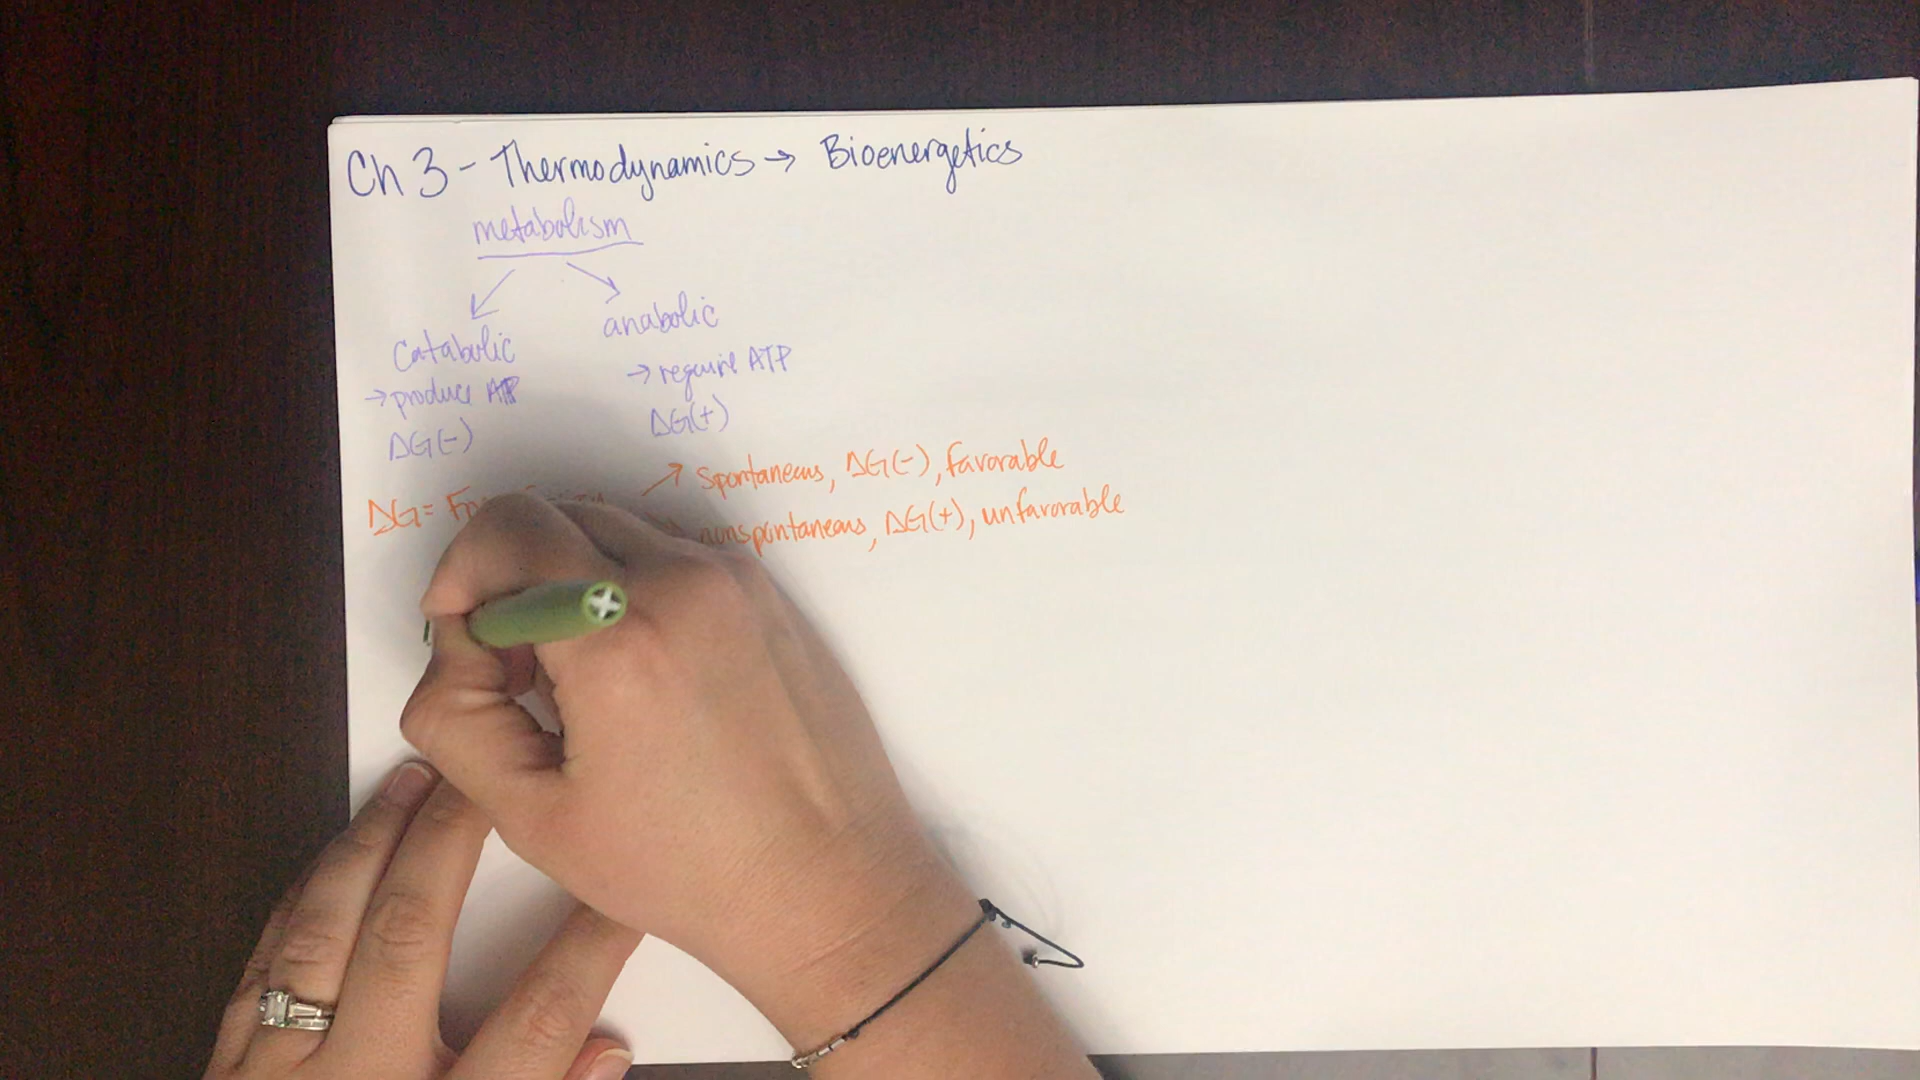 Ch 3 - Thermodynamics → Bioenergetics
metabolism
Catabolic
→ produce ATP
ΔG(-)
anabolic
→ require ATP
ΔG(+)
ΔG =
↗ Spontaneous, ΔG(-), favorable
nonspontaneous, ΔG(+), unfavorable